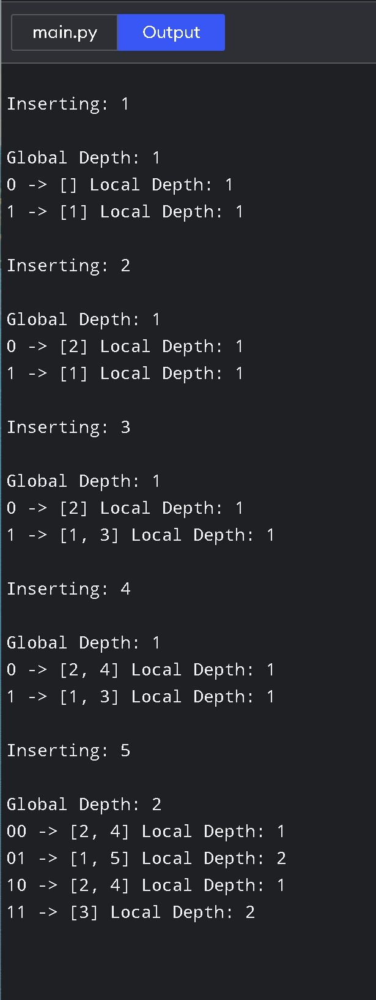 main.py Output
Inserting: 1
Global Depth: 1
0 -> [] Local Depth: 1
1 -> [1] Local Depth: 1
Inserting: 2
Global Depth: 1
0 -> [2] Local Depth: 1
1 -> [1] Local Depth: 1
Inserting: 3
Global Depth: 1
0 -> [2] Local Depth: 1
1 -> [1, 3] Local Depth: 1
Inserting: 4
Global Depth: 1
0 -> [2, 4] Local Depth: 1
1 -> [1, 3] Local Depth: 1
Inserting: 5
Global Depth: 2
00 -> [2, 4] Local Depth: 1
01 -> [1, 5] Local Depth: 2
10 -> [2, 4] Local Depth: 1
11 -> [3] Local Depth: 2